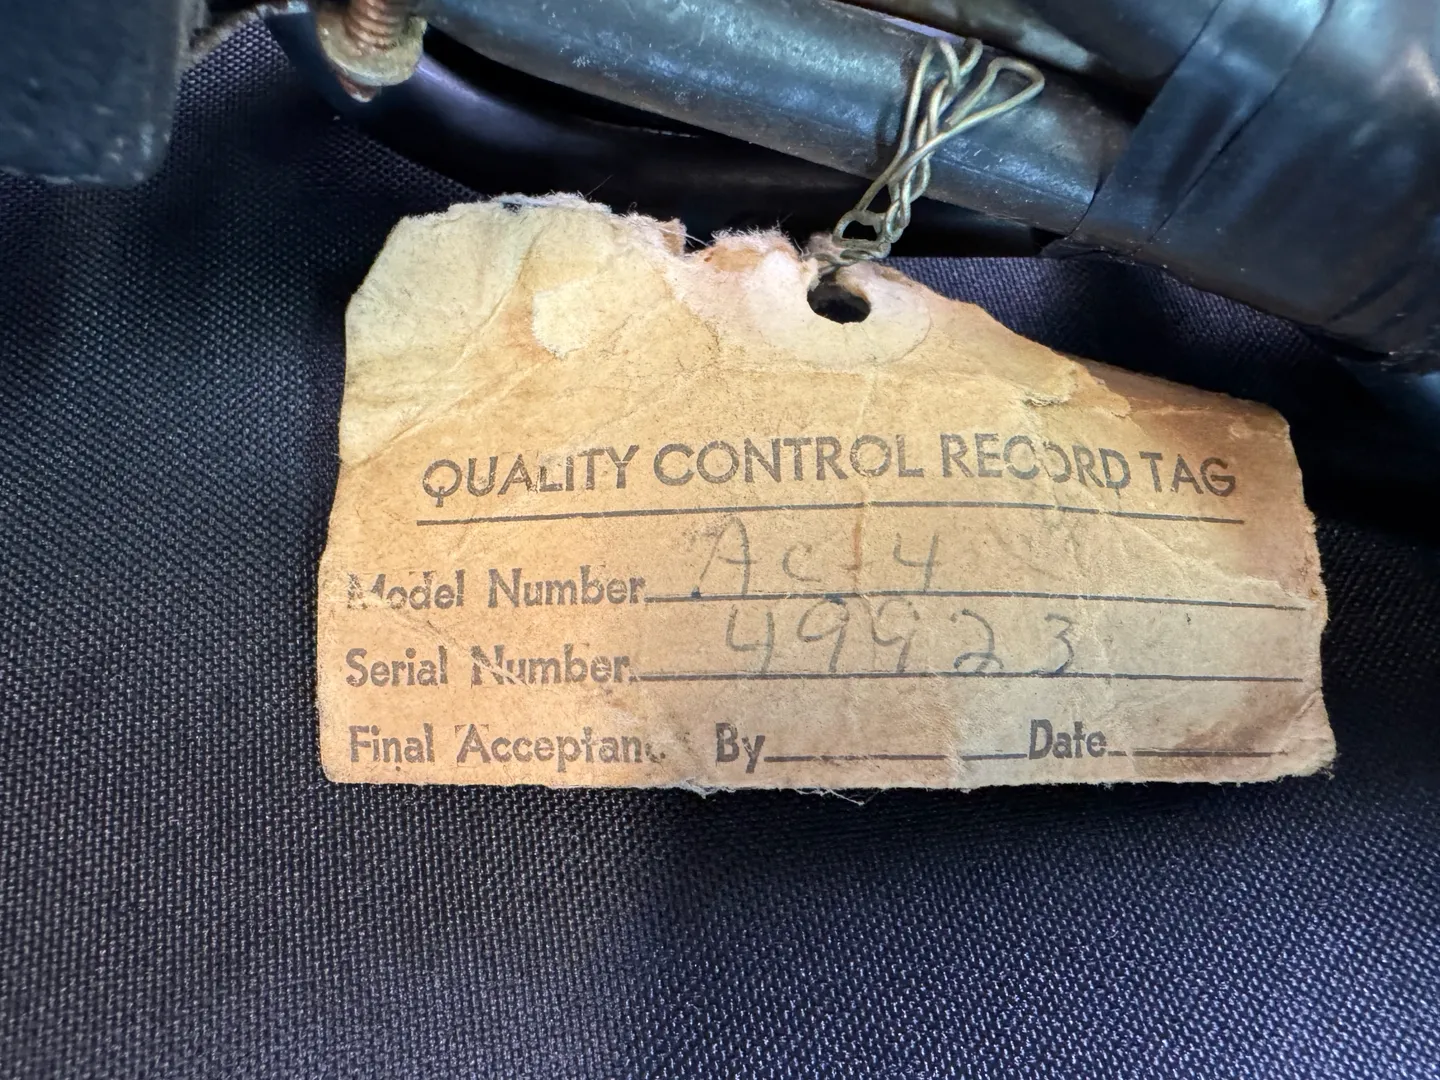 QUALITY CONTROL RECORD TAG
Model Number Ac-4
Serial Number 49923
Final Acceptanc By Date